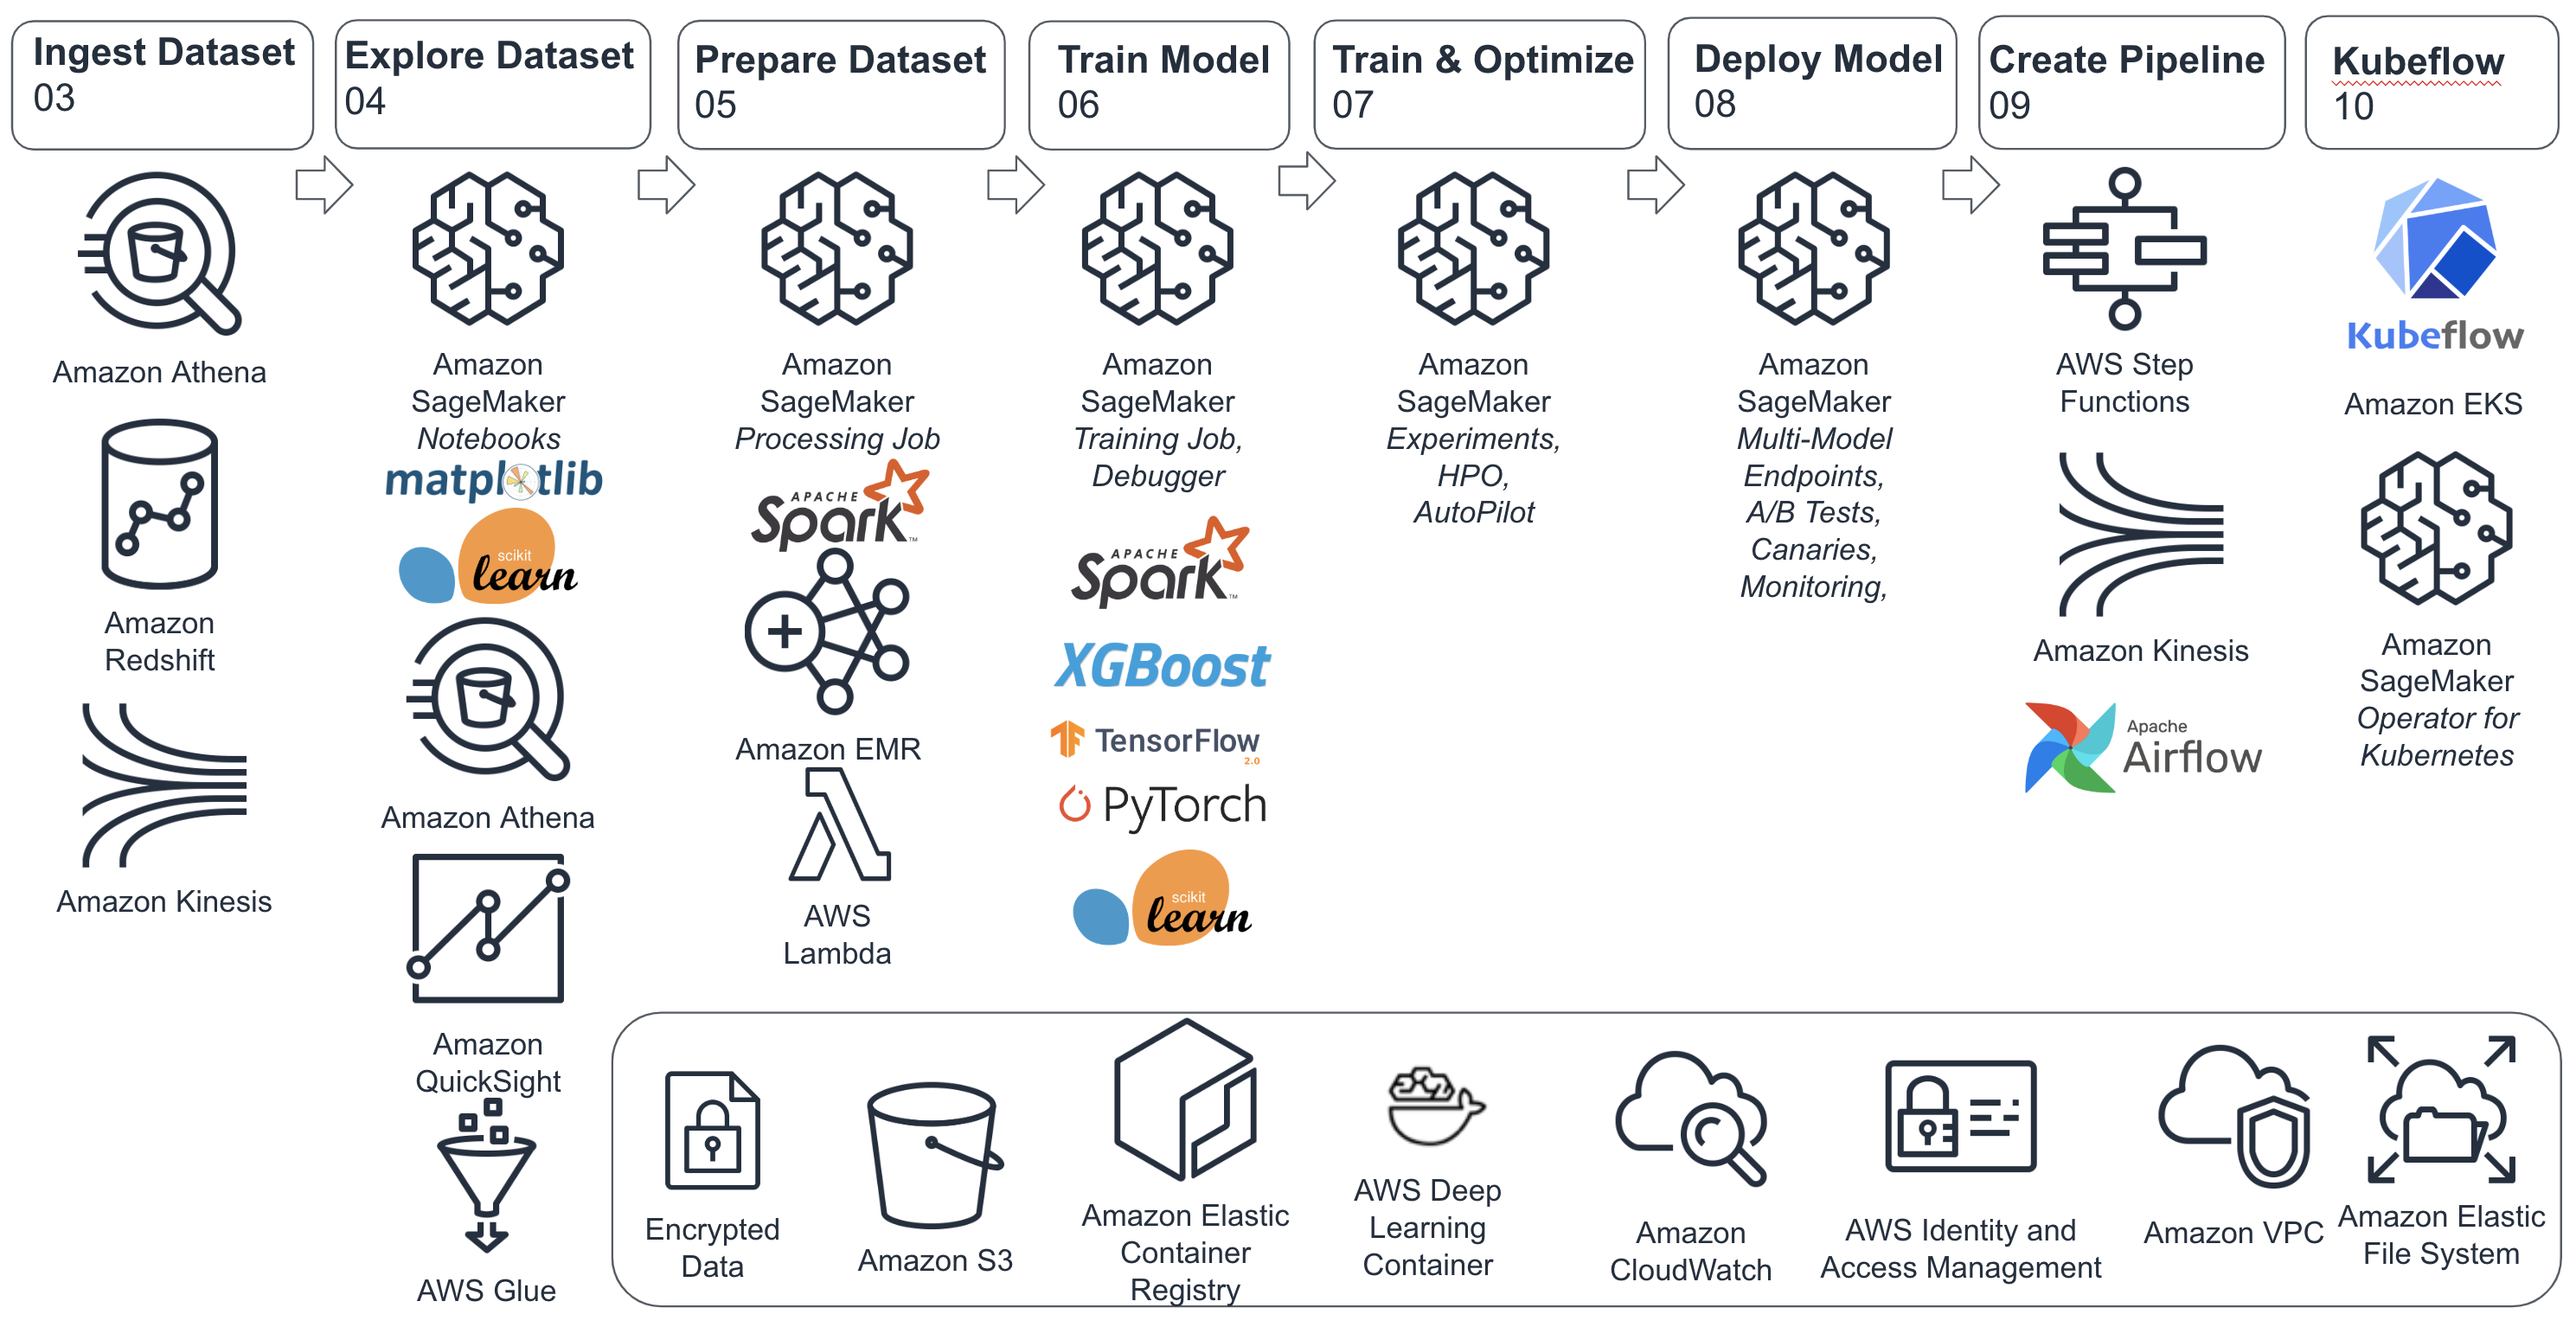 Ingest Dataset
03
Explore Dataset
04
Prepare Dataset
05
Train Model
06
Train & Optimize
07
Deploy Model
08
Create Pipeline
09
Kubeflow
10
Amazon Athena
Amazon
Redshift
Amazon Kinesis
Amazon
SageMaker
Notebooks
matplotlib
scikit
learn
Amazon Athena
Amazon
QuickSight
AWS Glue
Amazon
SageMaker
Processing Job
APACHE
Spark™
Amazon EMR
AWS
Lambda
Amazon
SageMaker
Training Job,
Debugger
APACHE
Spark™
XGBoost
TensorFlow
2.0
PyTorch
scikit
learn
Amazon
SageMaker
Experiments,
HPO,
AutoPilot
Amazon
SageMaker
Multi-Model
Endpoints,
A/B Tests,
Canaries,
Monitoring,
AWS Step
Functions
Amazon Kinesis
Apache
Airflow
Kubeflow
Amazon EKS
Amazon
SageMaker
Operator for
Kubernetes
Encrypted
Data
Amazon S3
Amazon Elastic
Container
Registry
AWS Deep
Learning
Container
Amazon
CloudWatch
AWS Identity and
Access Management
Amazon VPC
Amazon Elastic
File System